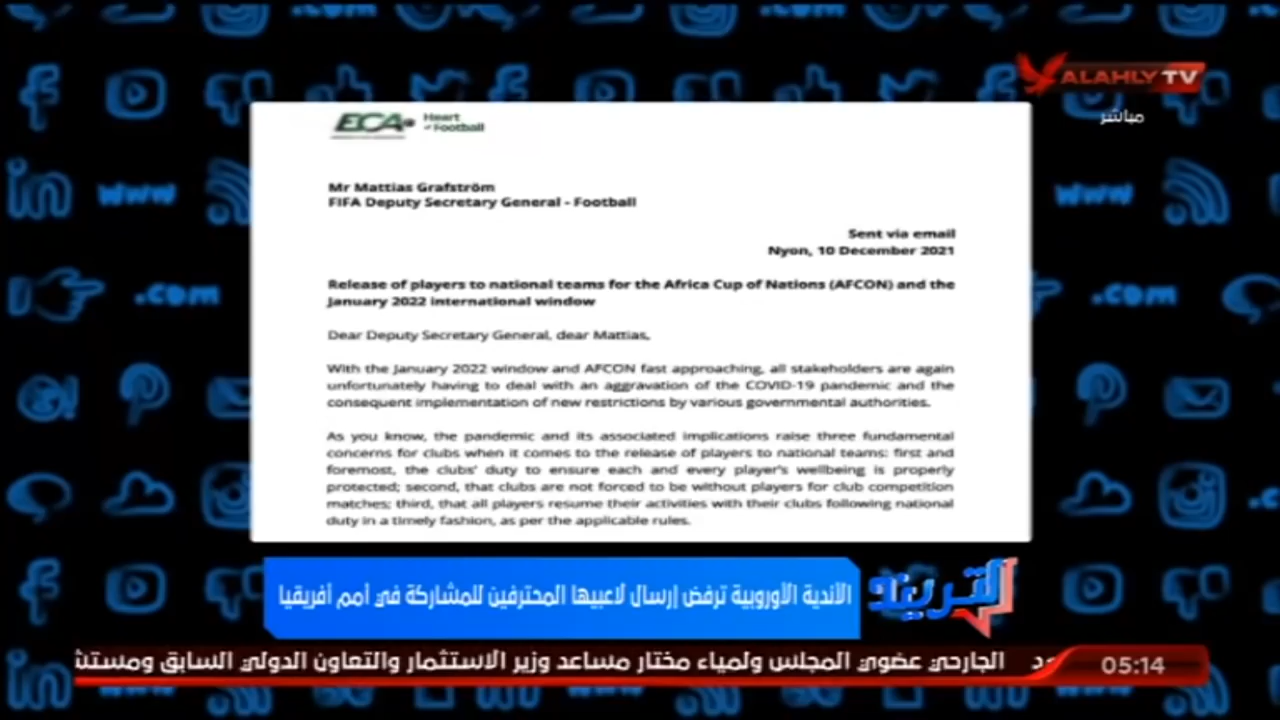 ALAHLY TV
مباشر
ECA Heart of Football
Mr Mattias Grafström
FIFA Deputy Secretary General - Football
Sent via email
Nyon, 10 December 2021
Release of players to national teams for the Africa Cup of Nations (AFCON) and the
January 2022 international window
Dear Deputy Secretary General, dear Mattias,
With the January 2022 window and AFCON fast approaching, all stakeholders are again
unfortunately having to deal with an aggravation of the COVID-19 pandemic and the
consequent implementation of new restrictions by various governmental authorities.
As you know, the pandemic and its associated implications raise three fundamental
concerns for clubs when it comes to the release of players to national teams: first and
foremost, the clubs' duty to ensure each and every player's wellbeing is properly
protected; second, that clubs are not forced to be without players for club competition
matches; third, that all players resume their activities with their clubs following national
duty in a timely fashion, as per the applicable rules.
التريند
الأندية الأوروبية ترفض إرسال لاعبيها المحترفين للمشاركة في أمم أفريقيا
الجارحي عضوي المجلس ولمياء مختار مساعد وزير الاستثمار والتعاون الدولي السابق
05:14
www
www
.com
.com